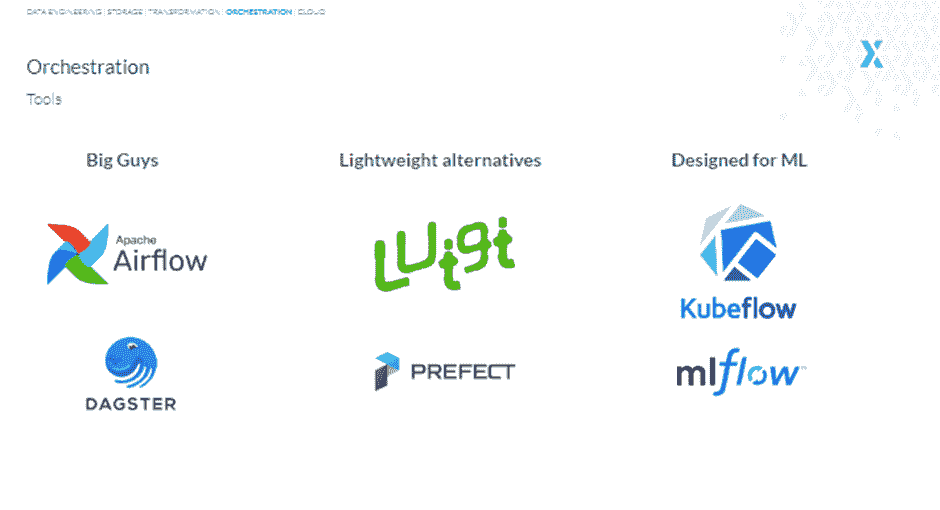 DATA ENGINEERING | STORAGE | TRANSFORMATION | ORCHESTRATION | CLOUD
Orchestration
Tools
Big Guys
Lightweight alternatives
Designed for ML
Apache
Airflow
Luigi
Kubeflow
DAGSTER
PREFECT
mlflow™